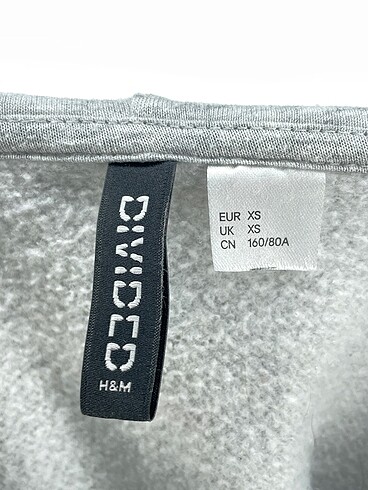 DIVIDED
H&M
EUR XS
UK XS
CN 160/80A